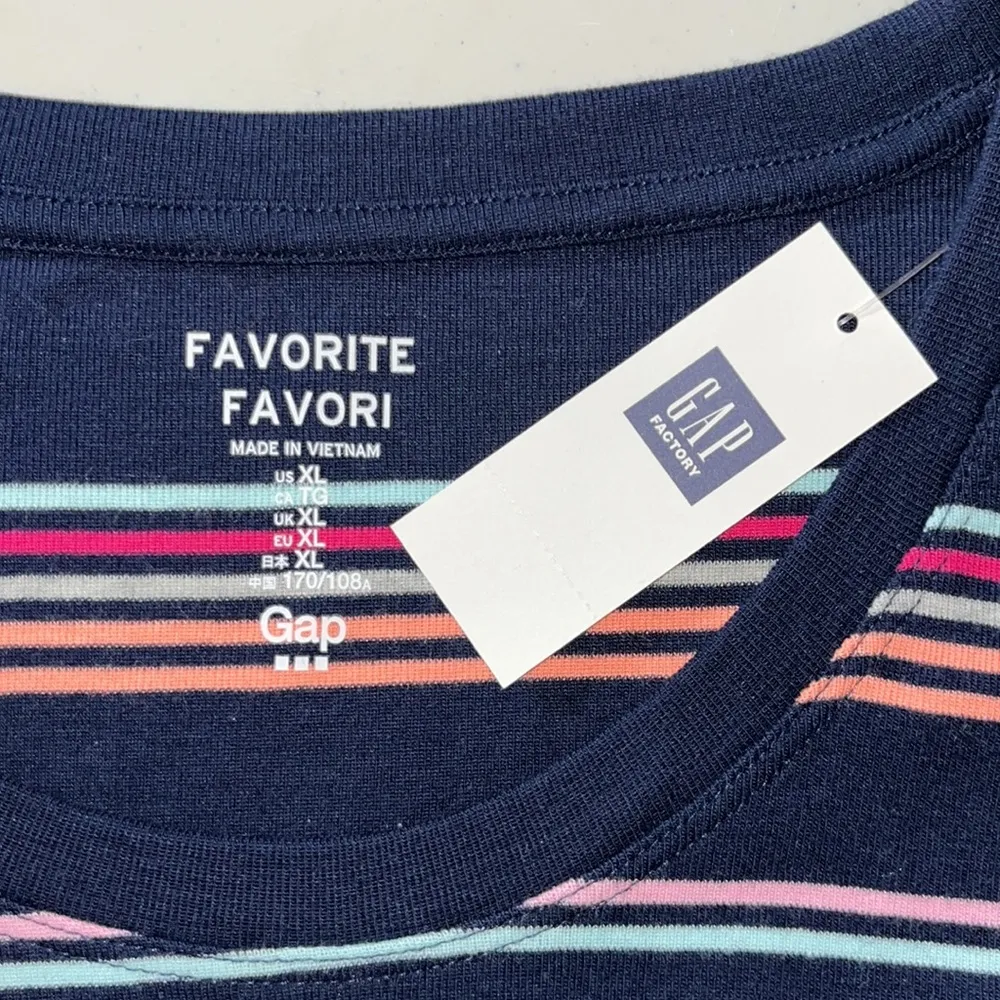 FAVORITE
FAVORI
MADE IN VIETNAM
US XL
CA TG
UK XL
EU XL
日本 XL
中国 170/108A
Gap
GAP
FACTORY